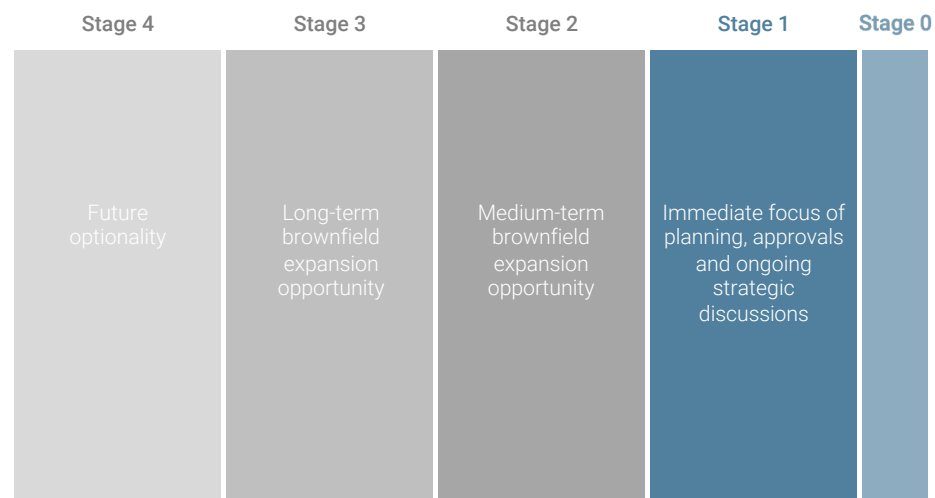 Stage 4
Stage 3
Stage 2
Stage 1
Stage 0
Future
optionality
Long-term
brownfield
expansion
opportunity
Medium-term
brownfield
expansion
opportunity
Immediate focus of
planning, approvals
and ongoing
strategic
discussions